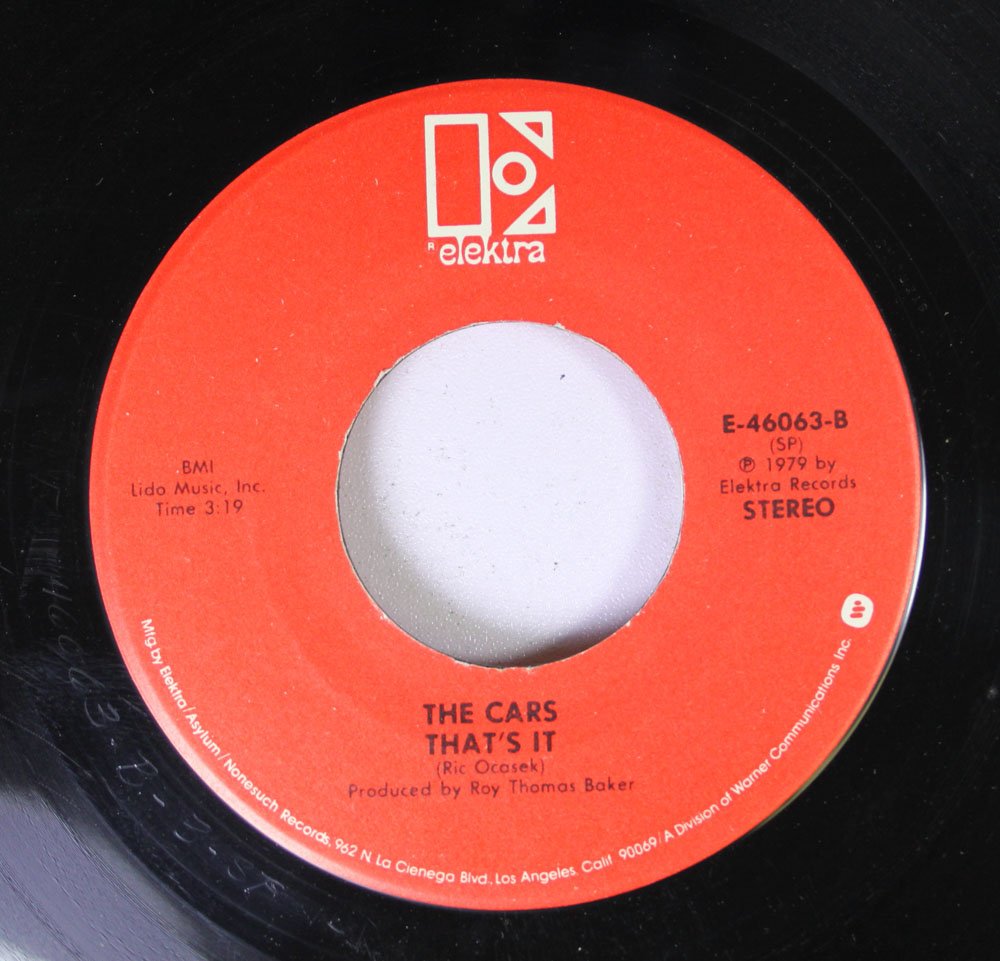 R elektra
BMI
Lido Music, Inc.
Time 3:19
E-46063-B
(SP)
℗ 1979 by
Elektra Records
STEREO
THE CARS
THAT'S IT
(Ric Ocasek)
Produced by Roy Thomas Baker
Mfg. by Elektra/Asylum/Nonesuch Records, 962 N. La Cienega Blvd., Los Angeles, Calif. 90069/A Division of Warner Communications Inc.